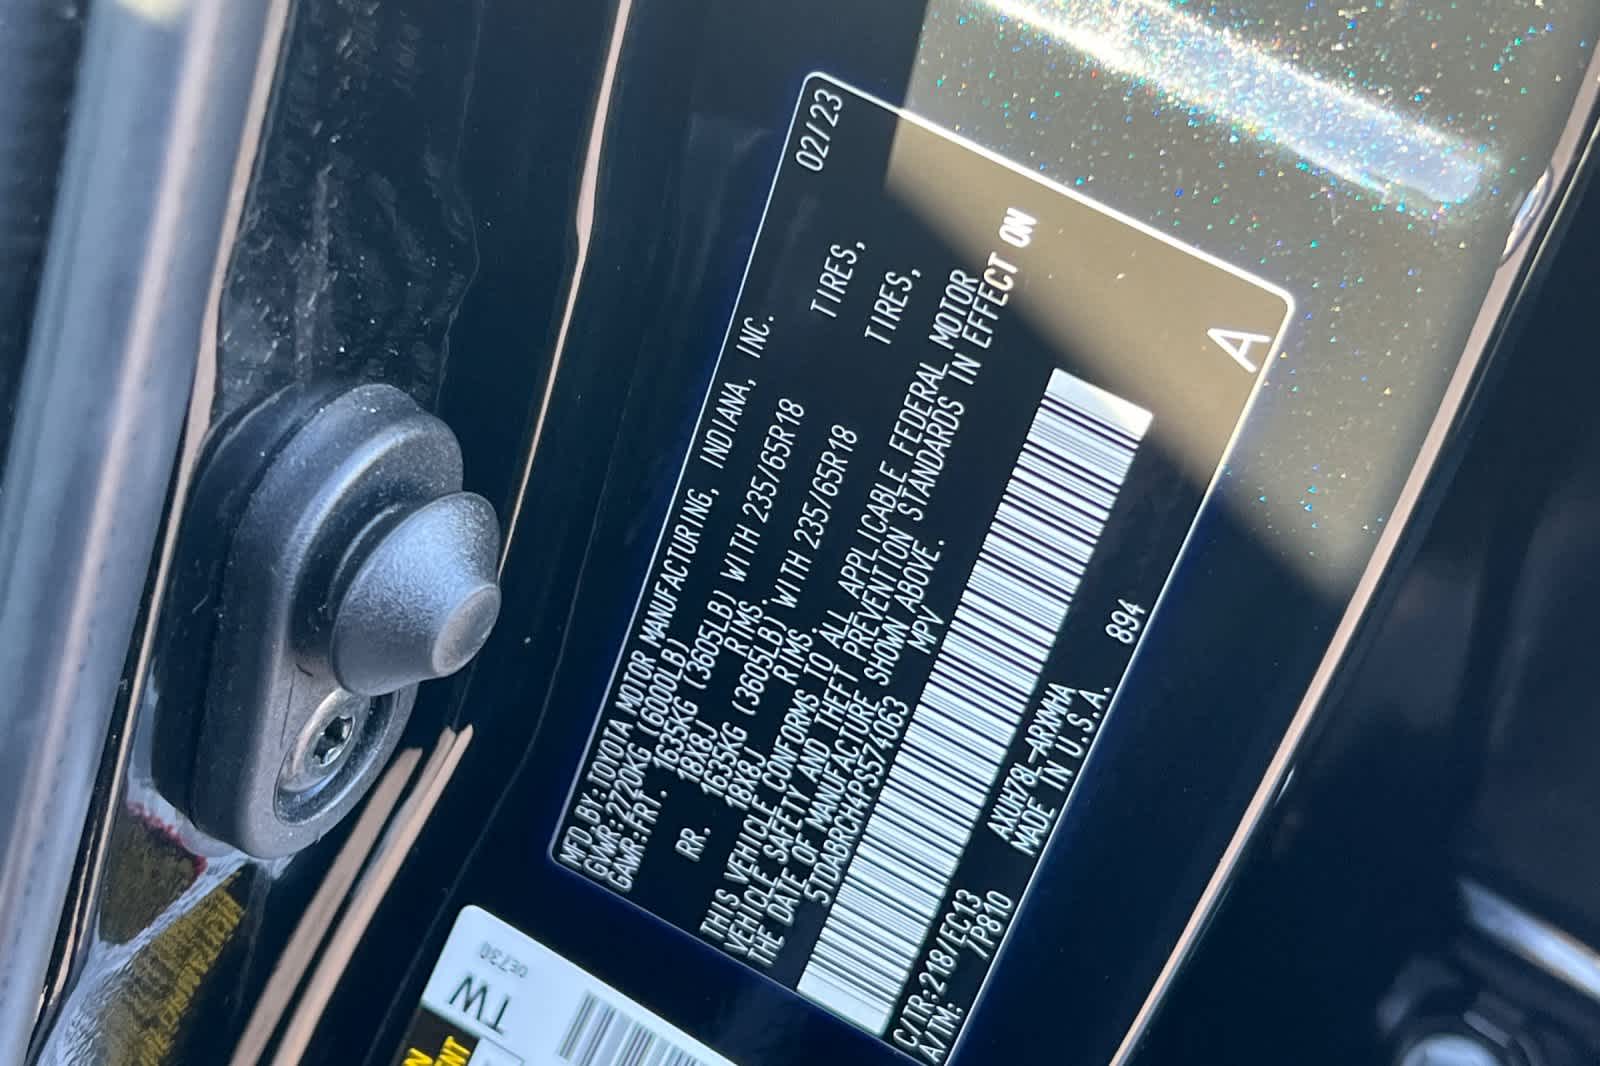 MFD BY: TOYOTA MOTOR MANUFACTURING, INDIANA, INC. 02/23
GVWR: 2720KG (6000LB)
GAWR: FRT. 1635KG (3605LB) WITH 235/65R18 TIRES,
18X8J RIMS.
RR. 1635KG (3605LB) WITH 235/65R18 TIRES,
18X8J RIMS.
THIS VEHICLE CONFORMS TO ALL APPLICABLE FEDERAL MOTOR
VEHICLE SAFETY AND THEFT PREVENTION STANDARDS IN EFFECT ON
THE DATE OF MANUFACTURE SHOWN ABOVE.
5TDABRCH4PS574063 MPV
C/TR: 218/EC13 AXUH78L-ARXMHA 894
A/TM: /P810 MADE IN U.S.A.
A
TW